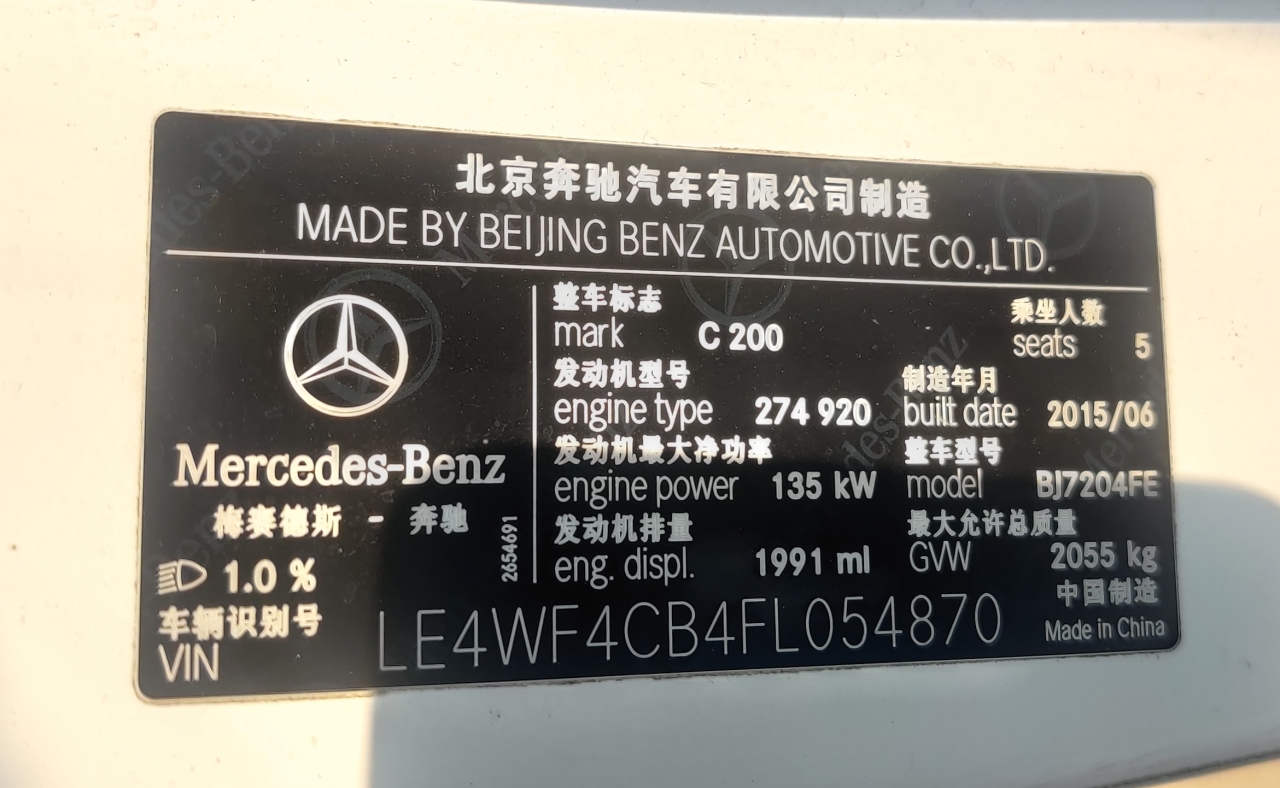 北京奔驰汽车有限公司制造
MADE BY BEIJING BENZ AUTOMOTIVE CO.,LTD.
Mercedes-Benz
梅赛德斯 - 奔驰
1.0 %
2654691
整车标志
mark C 200
乘坐人数
seats 5
发动机型号
engine type 274 920
制造年月
built date 2015/06
发动机最大净功率
engine power 135 kW
整车型号
model BJ7204FE
发动机排量
eng. displ. 1991 ml
最大允许总质量
GVW 2055 kg
车辆识别号
VIN LE4WF4CB4FL054870
中国制造
Made in China